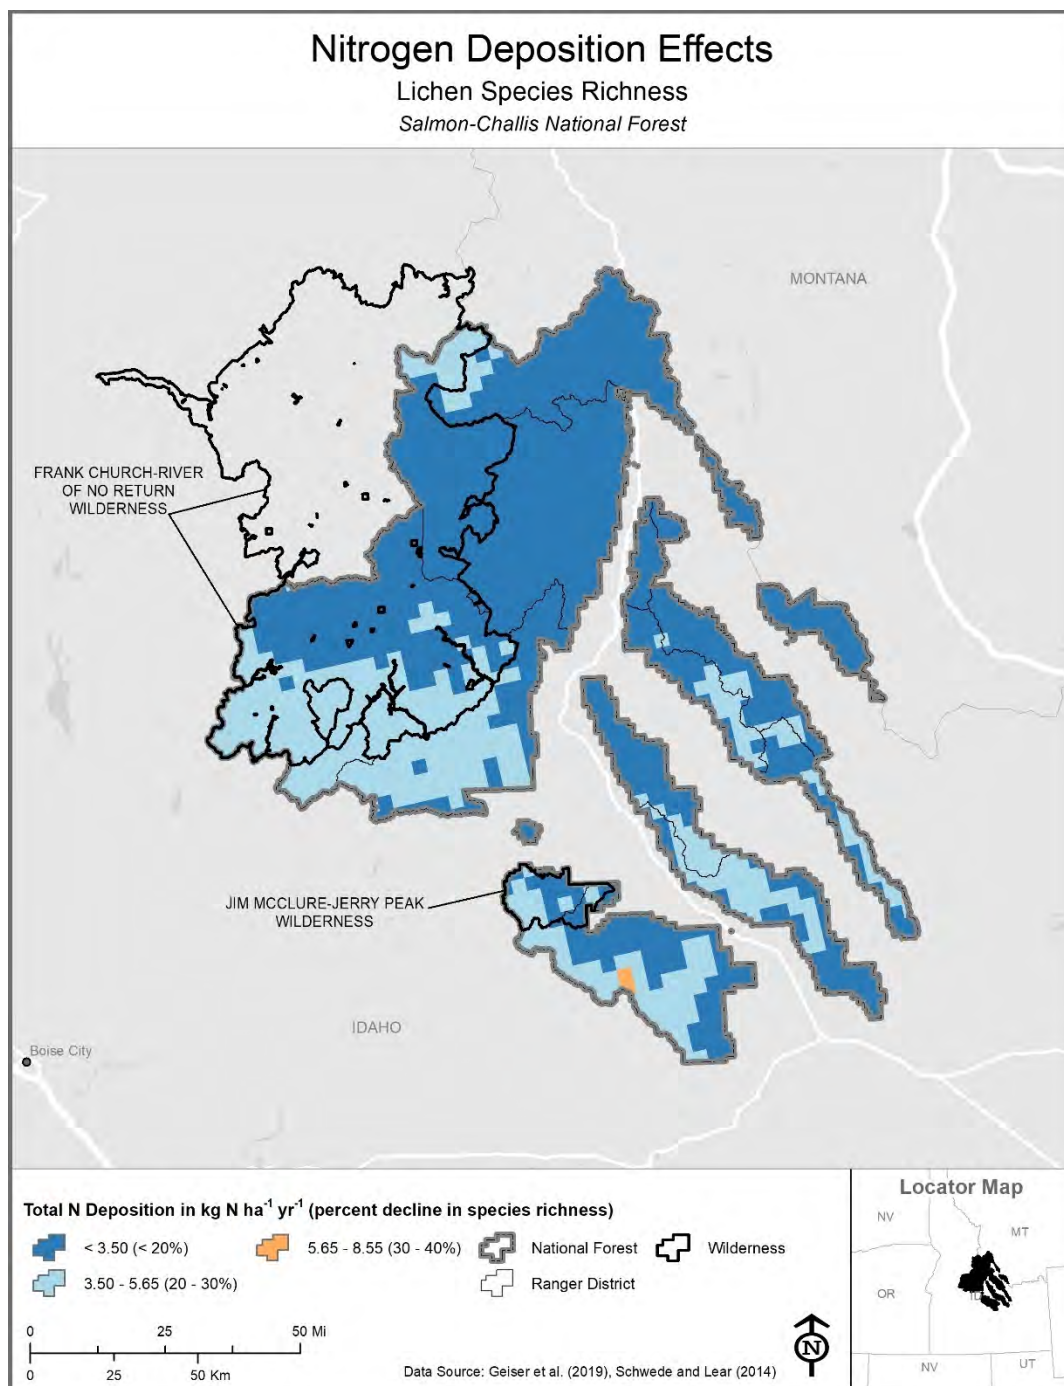 Nitrogen Deposition Effects
Lichen Species Richness
Salmon-Challis National Forest
MONTANA
FRANK CHURCH-RIVER
OF NO RETURN
WILDERNESS
JIM MCCLURE-JERRY PEAK
WILDERNESS
IDAHO
Boise City
Total N Deposition in kg N ha⁻¹ yr⁻¹ (percent decline in species richness)
< 3.50 (< 20%)
5.65 - 8.55 (30 - 40%)
National Forest
Wilderness
3.50 - 5.65 (20 - 30%)
Ranger District
0 25 50 Mi
0 25 50 Km
N
Data Source: Geiser et al. (2019), Schwede and Lear (2014)
Locator Map
NV
MT
OR
ID
NV
UT